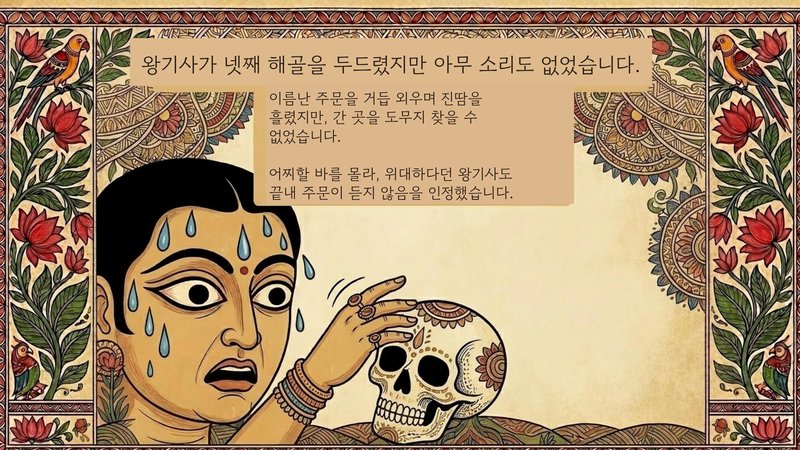 왕기사가 넷째 해골을 두드렸지만 아무 소리도 없었습니다.
이름난 주문을 거듭 외우며 진땀을
흘렸지만, 간 곳을 도무지 찾을 수
없었습니다.
어찌할 바를 몰라, 위대하다던 왕기사도
끝내 주문이 듣지 않음을 인정했습니다.